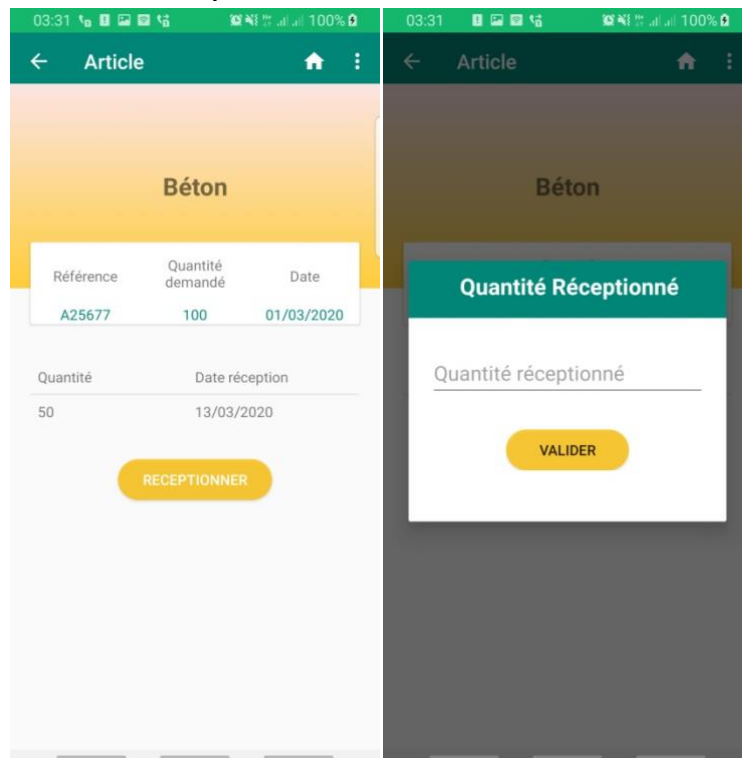 03:31 100%
Article
Béton
Référence Quantité demandé Date
A25677 100 01/03/2020
Quantité Date réception
50 13/03/2020
RECEPTIONNER
03:31 100%
Article
Béton
Quantité Réceptionné
Quantité réceptionné
VALIDER